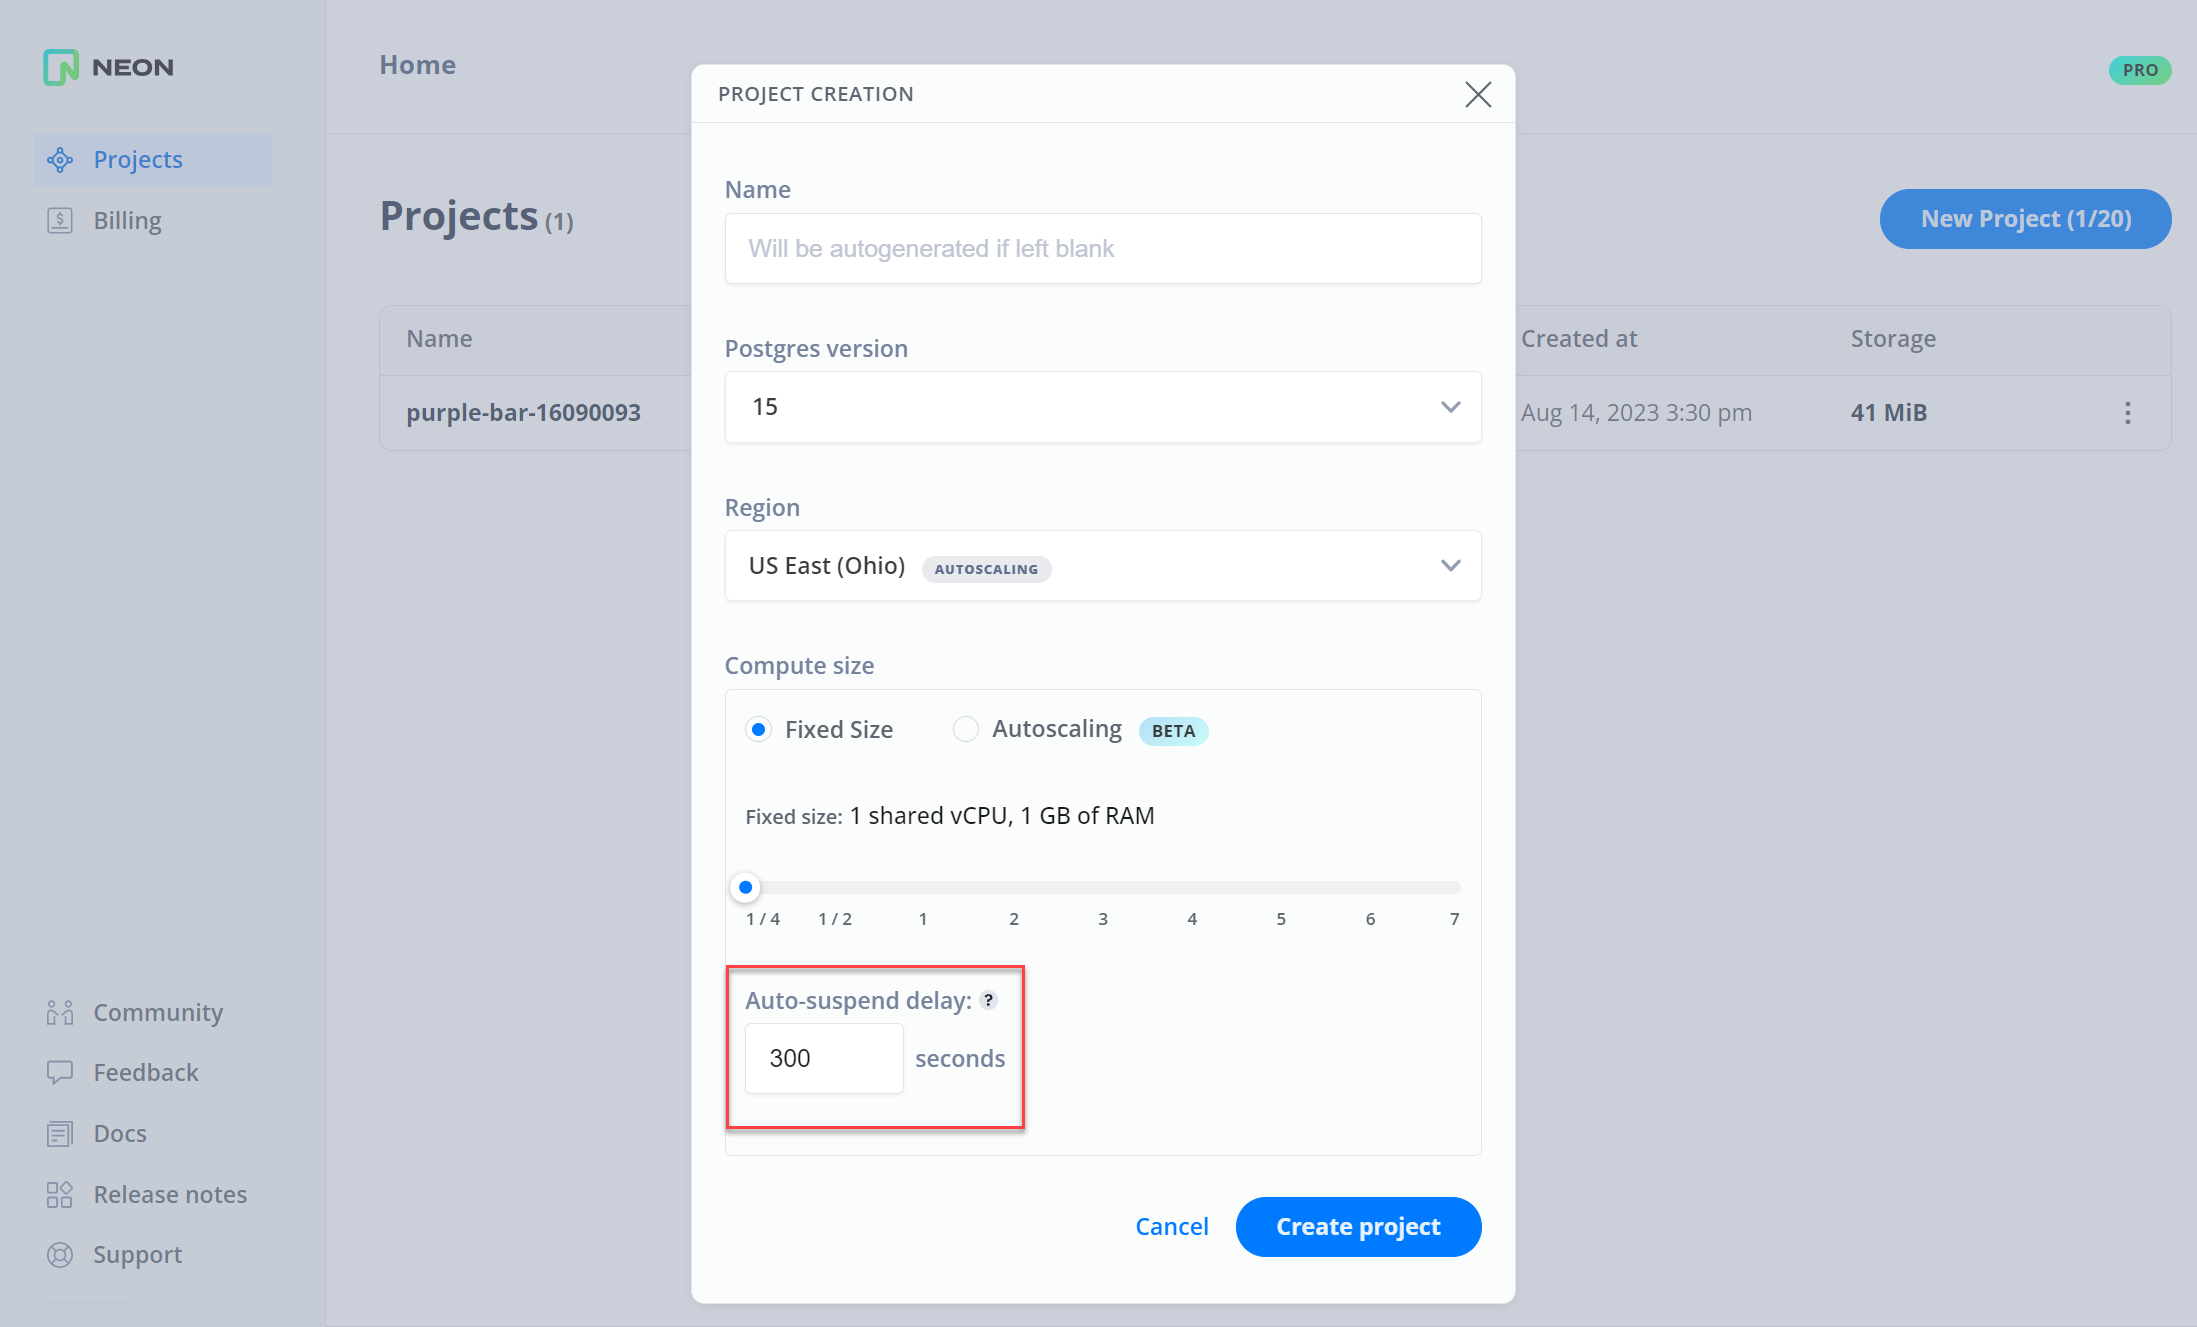 NEON
Projects
Billing
Community
Feedback
Docs
Release notes
Support
Home
PRO
Projects (1)
New Project (1/20)
Name
Created at
Storage
purple-bar-16090093
Aug 14, 2023 3:30 pm
41 MiB
PROJECT CREATION
Name
Will be autogenerated if left blank
Postgres version
15
Region
US East (Ohio) AUTOSCALING
Compute size
Fixed Size
Autoscaling BETA
Fixed size: 1 shared vCPU, 1 GB of RAM
1 / 4 1 / 2 1 2 3 4 5 6 7
Auto-suspend delay: ?
300 seconds
Cancel
Create project